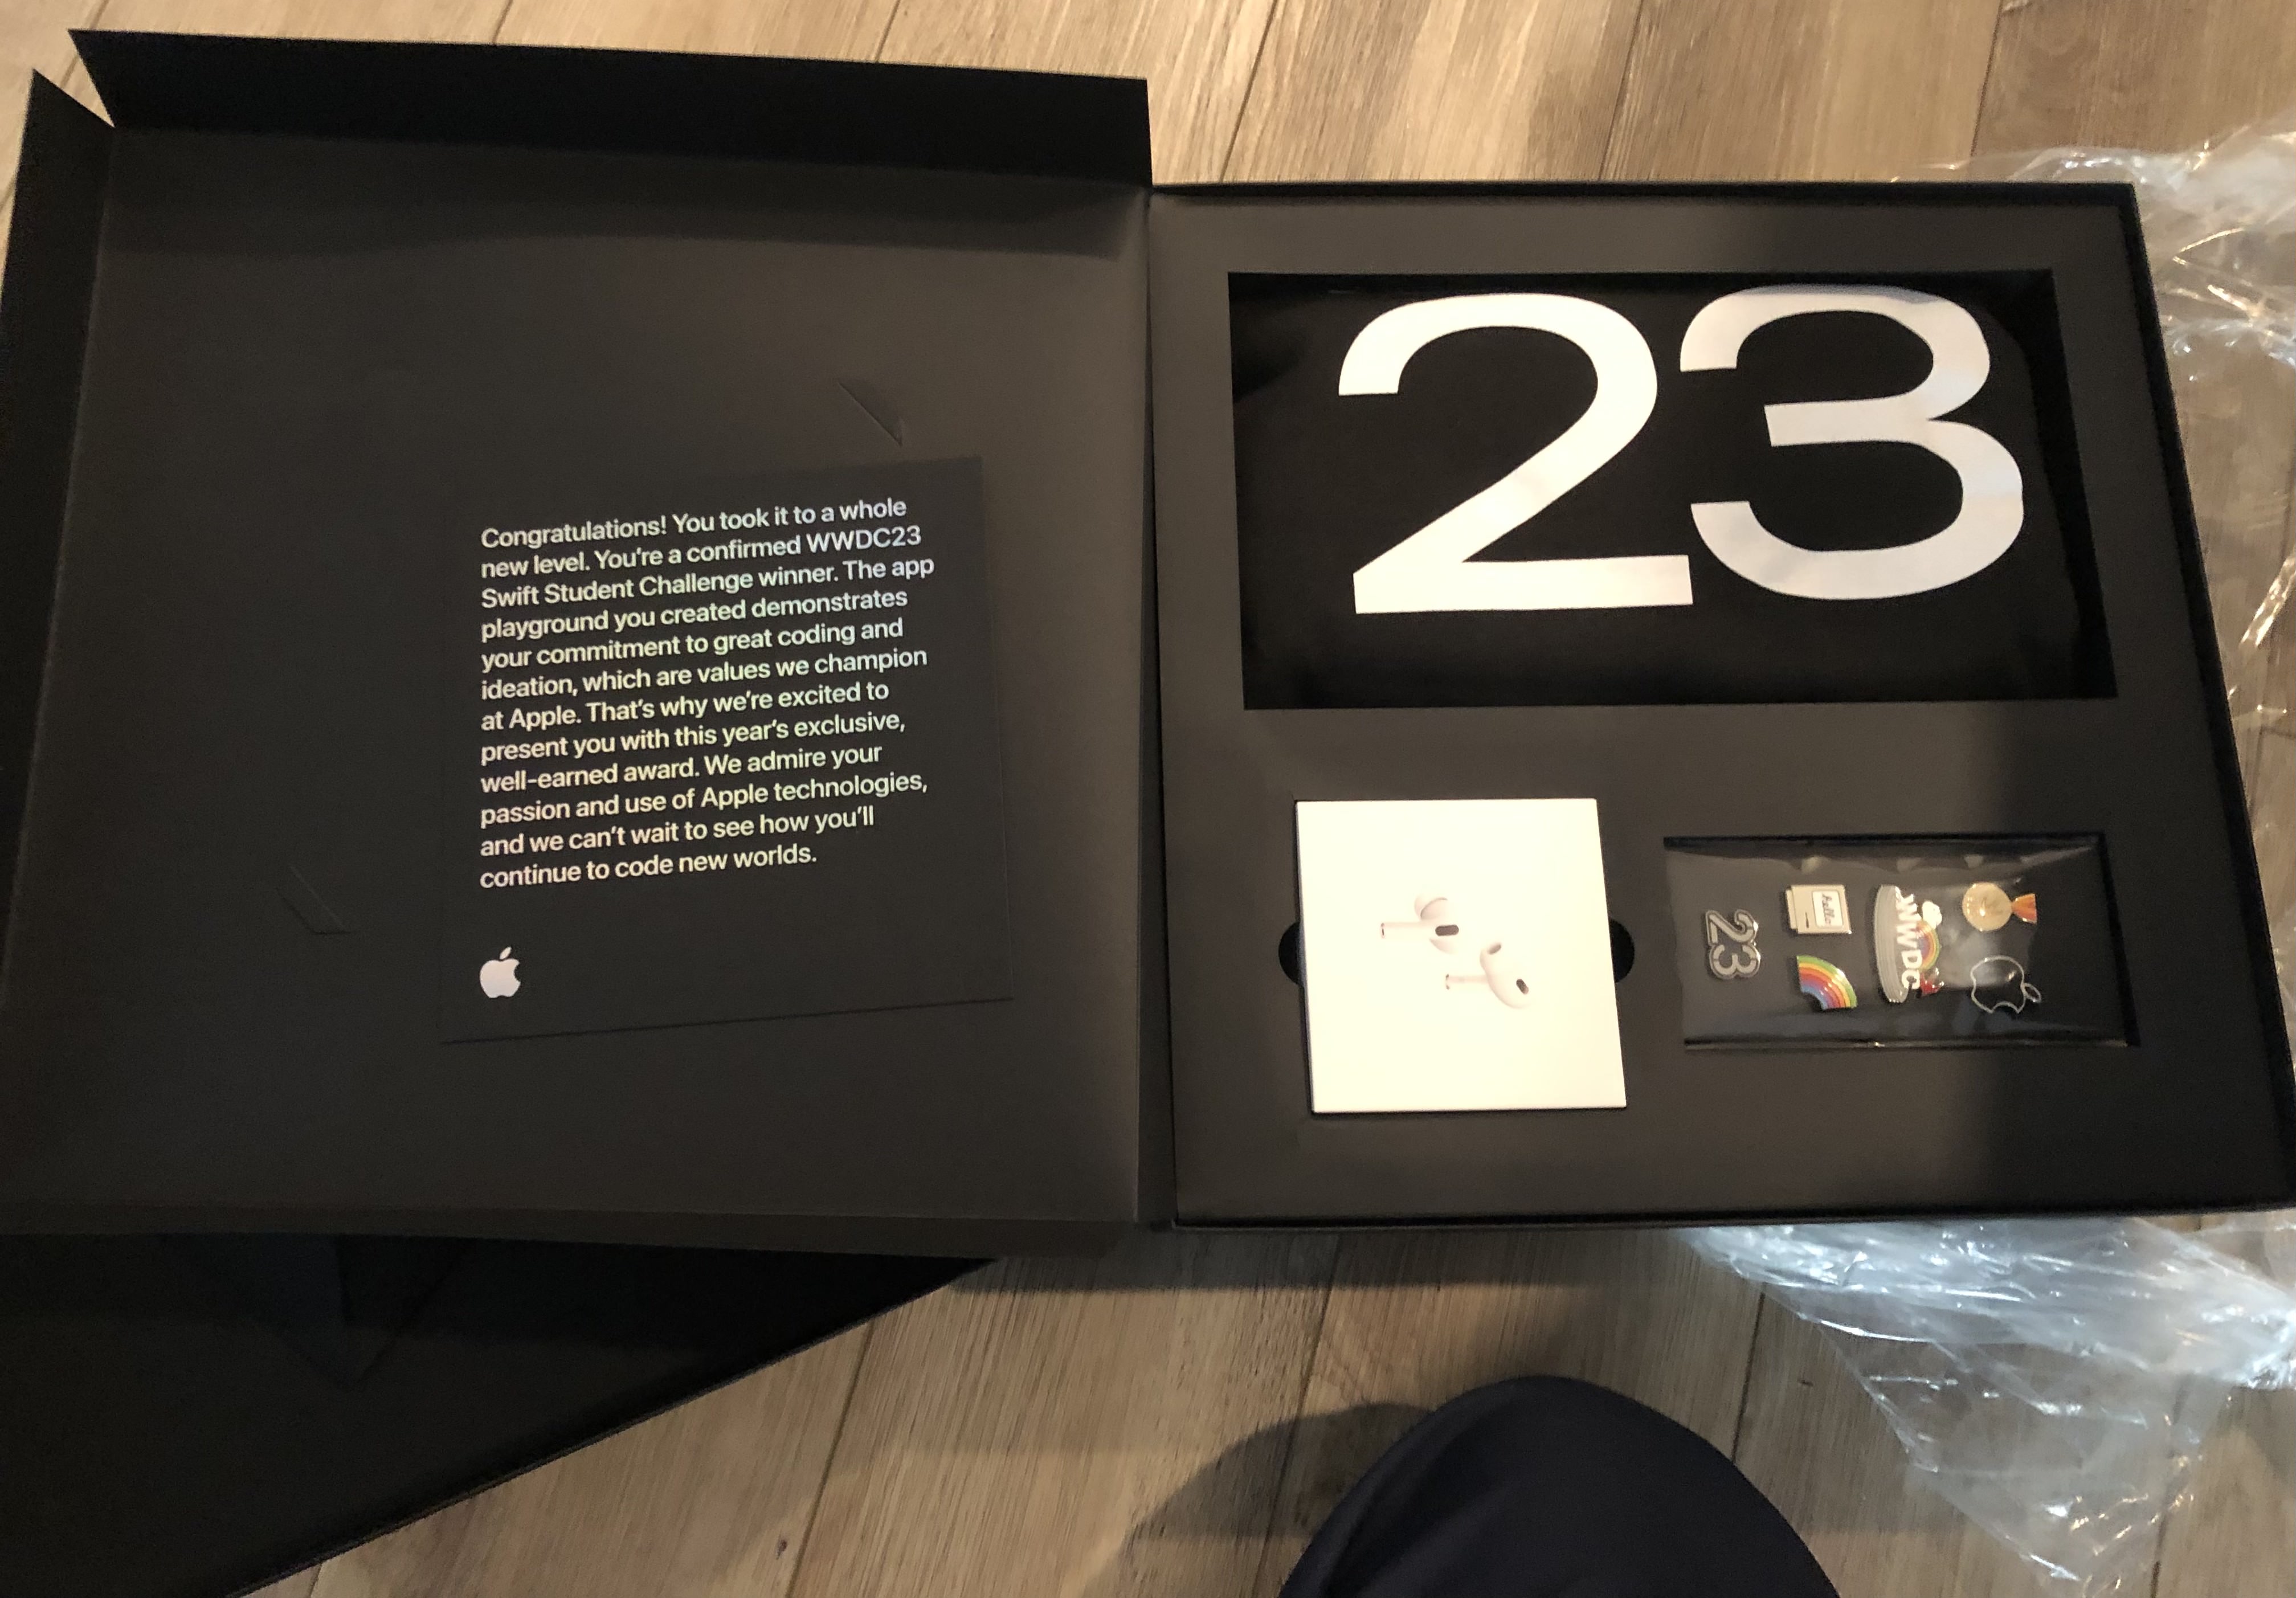 Congratulations! You took it to a whole
new level. You're a confirmed WWDC23
Swift Student Challenge winner. The app
playground you created demonstrates
your commitment to great coding and
ideation, which are values we champion
at Apple. That's why we're excited to
present you with this year's exclusive,
well-earned award. We admire your
passion and use of Apple technologies,
and we can't wait to see how you'll
continue to code new worlds.
23
23
hello
WWDC